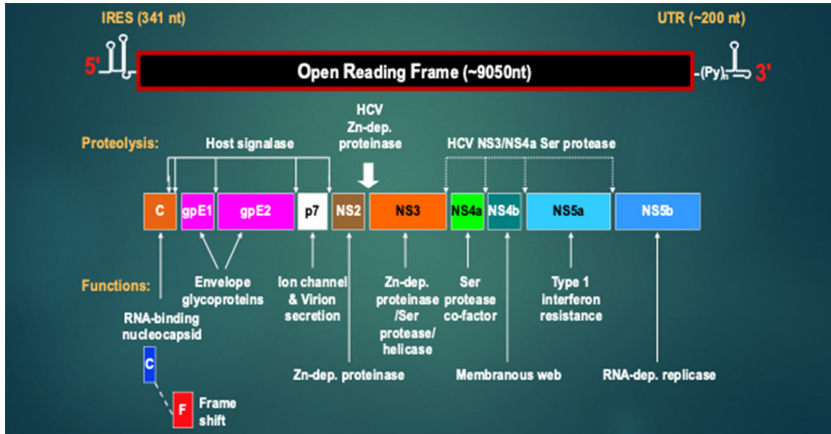 IRES (341 nt)
UTR (~200 nt)
5'
Open Reading Frame (~9050nt)
-(Py)n
3'
HCV
Zn-dep.
proteinase
Proteolysis:
Host signalase
HCV NS3/NS4a Ser protease
C
gpE1
gpE2
p7
NS2
NS3
NS4a
NS4b
NS5a
NS5b
Functions:
Envelope
glycoproteins
Ion channel
& Virion
secretion
Zn-dep.
proteinase
/Ser
protease/
helicase
Ser
protease
co-factor
Type 1
interferon
resistance
RNA-binding
nucleocapsid
Zn-dep. proteinase
Membranous web
RNA-dep. replicase
C
F
Frame
shift